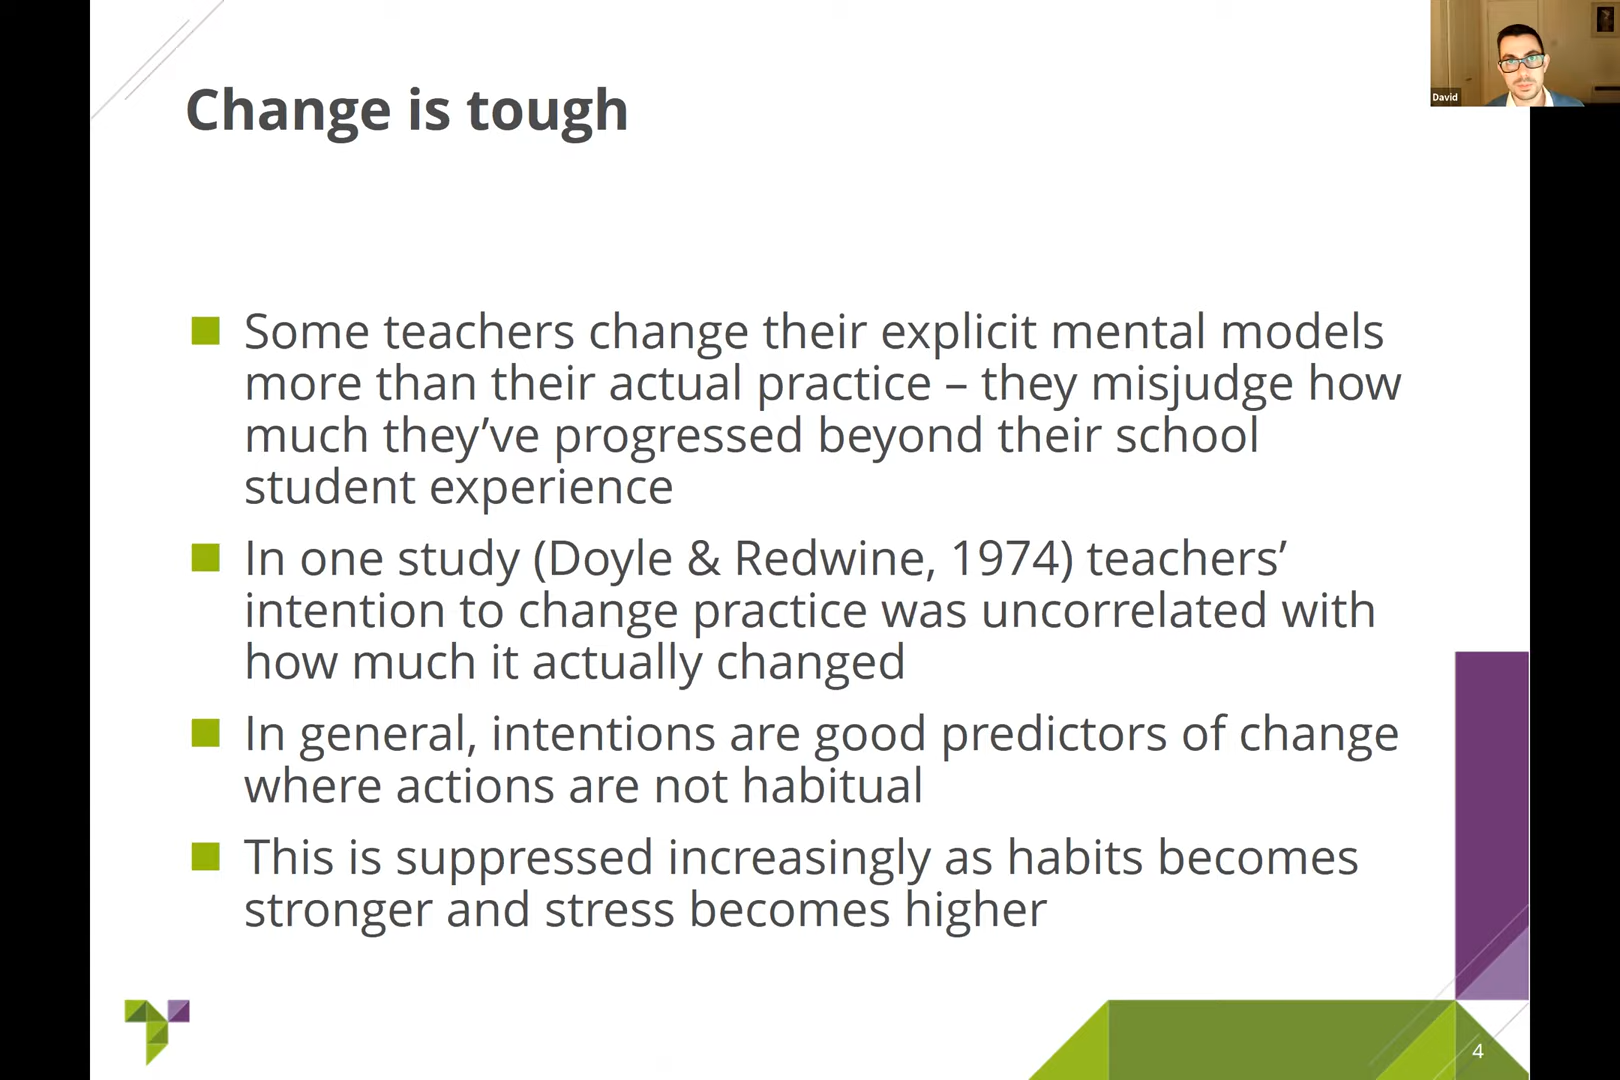 Change is tough
David
Some teachers change their explicit mental models
more than their actual practice – they misjudge how
much they’ve progressed beyond their school
student experience
In one study (Doyle & Redwine, 1974) teachers’
intention to change practice was uncorrelated with
how much it actually changed
In general, intentions are good predictors of change
where actions are not habitual
This is suppressed increasingly as habits becomes
stronger and stress becomes higher
4